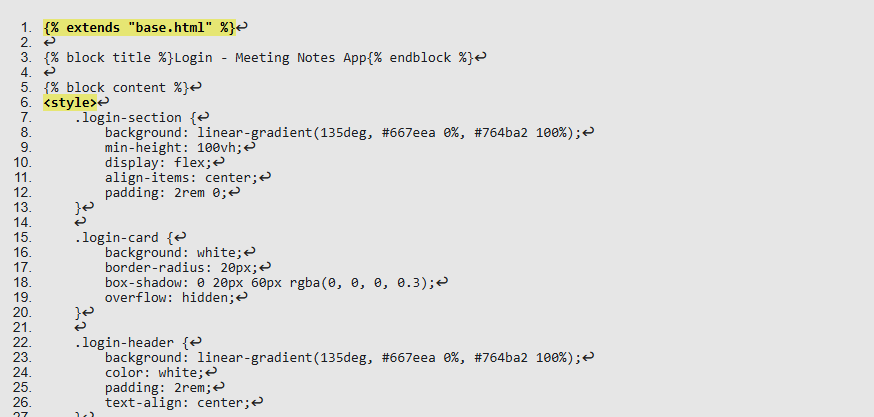 1. {% extends "base.html" %}↩
2. ↩
3. {% block title %}Login - Meeting Notes App{% endblock %}↩
4. ↩
5. {% block content %}↩
6. <style>↩
7.     .login-section {↩
8.         background: linear-gradient(135deg, #667eea 0%, #764ba2 100%);↩
9.         min-height: 100vh;↩
10.         display: flex;↩
11.         align-items: center;↩
12.         padding: 2rem 0;↩
13.     }↩
14.     ↩
15.     .login-card {↩
16.         background: white;↩
17.         border-radius: 20px;↩
18.         box-shadow: 0 20px 60px rgba(0, 0, 0, 0.3);↩
19.         overflow: hidden;↩
20.     }↩
21.     ↩
22.     .login-header {↩
23.         background: linear-gradient(135deg, #667eea 0%, #764ba2 100%);↩
24.         color: white;↩
25.         padding: 2rem;↩
26.         text-align: center;↩
27.     }↩